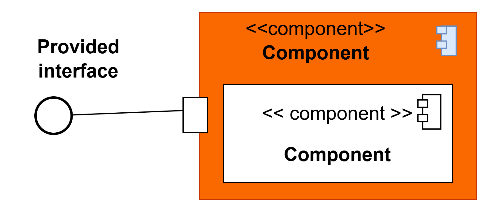 Provided
interface
<<component>>
Component
<< component >>
Component